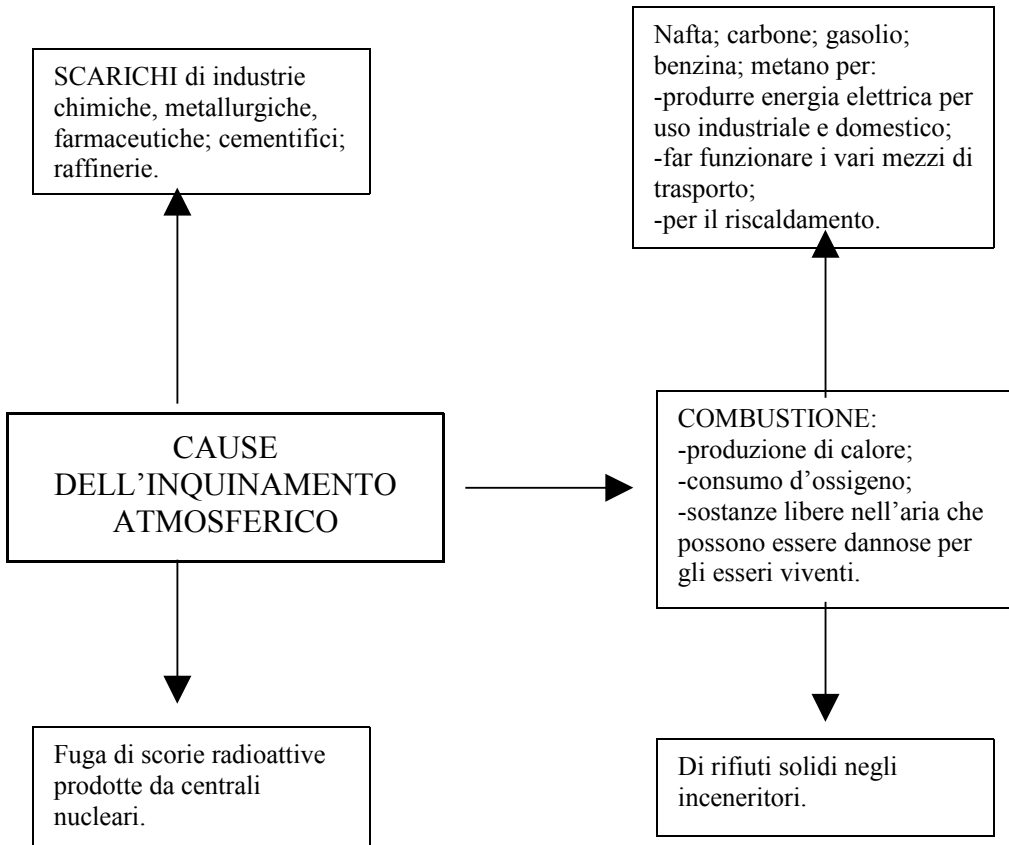 SCARICHI di industrie
chimiche, metallurgiche,
farmaceutiche; cementifici;
raffinerie.
Nafta; carbone; gasolio;
benzina; metano per:
-produrre energia elettrica per
uso industriale e domestico;
-far funzionare i vari mezzi di
trasporto;
-per il riscaldamento.
CAUSE
DELL’INQUINAMENTO
ATMOSFERICO
COMBUSTIONE:
-produzione di calore;
-consumo d’ossigeno;
-sostanze libere nell’aria che
possono essere dannose per
gli esseri viventi.
Fuga di scorie radioattive
prodotte da centrali
nucleari.
Di rifiuti solidi negli
inceneritori.